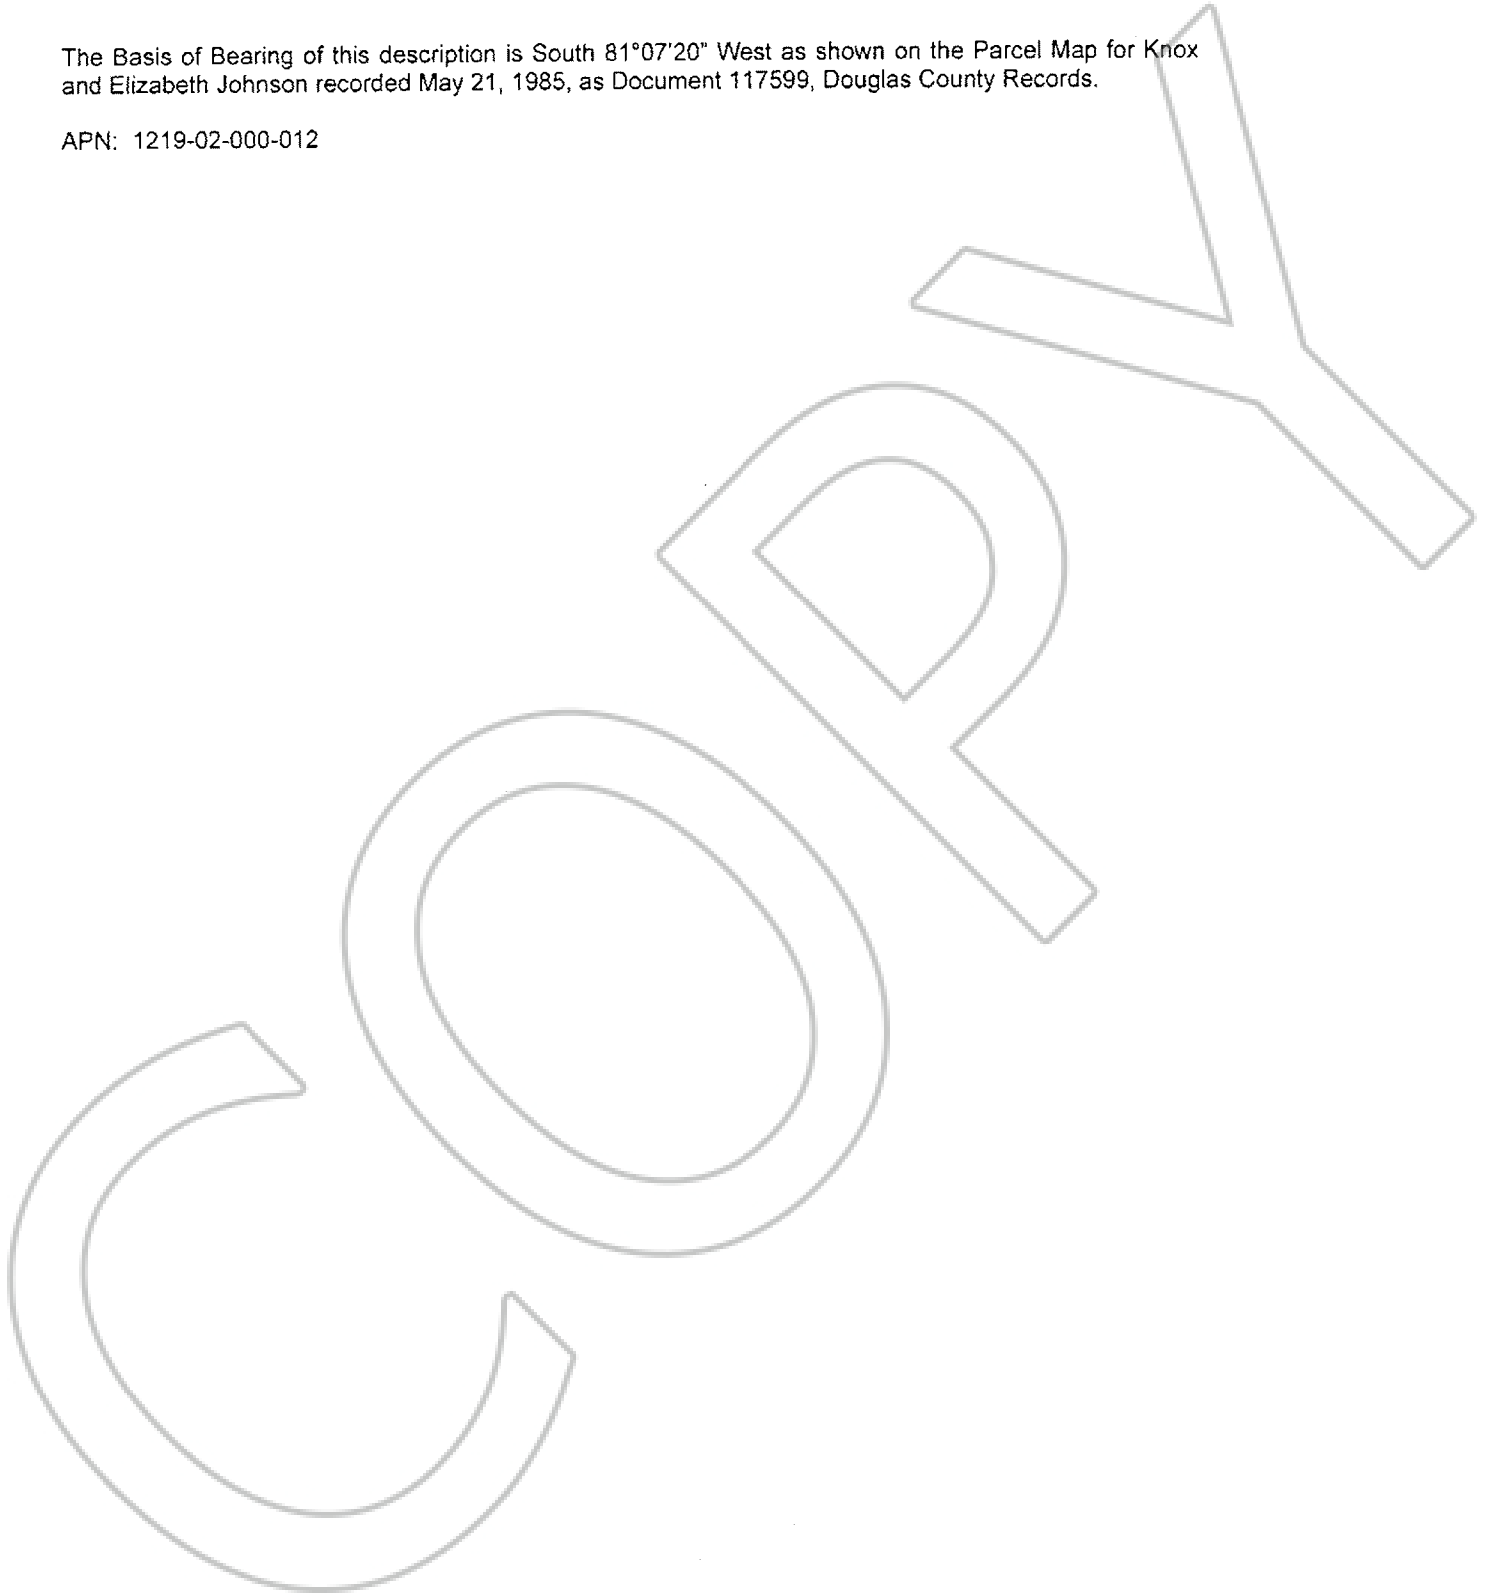 The Basis of Bearing of this description is South 81°07'20" West as shown on the Parcel Map for Knox
and Elizabeth Johnson recorded May 21, 1985, as Document 117599, Douglas County Records.
APN: 1219-02-000-012
COPY